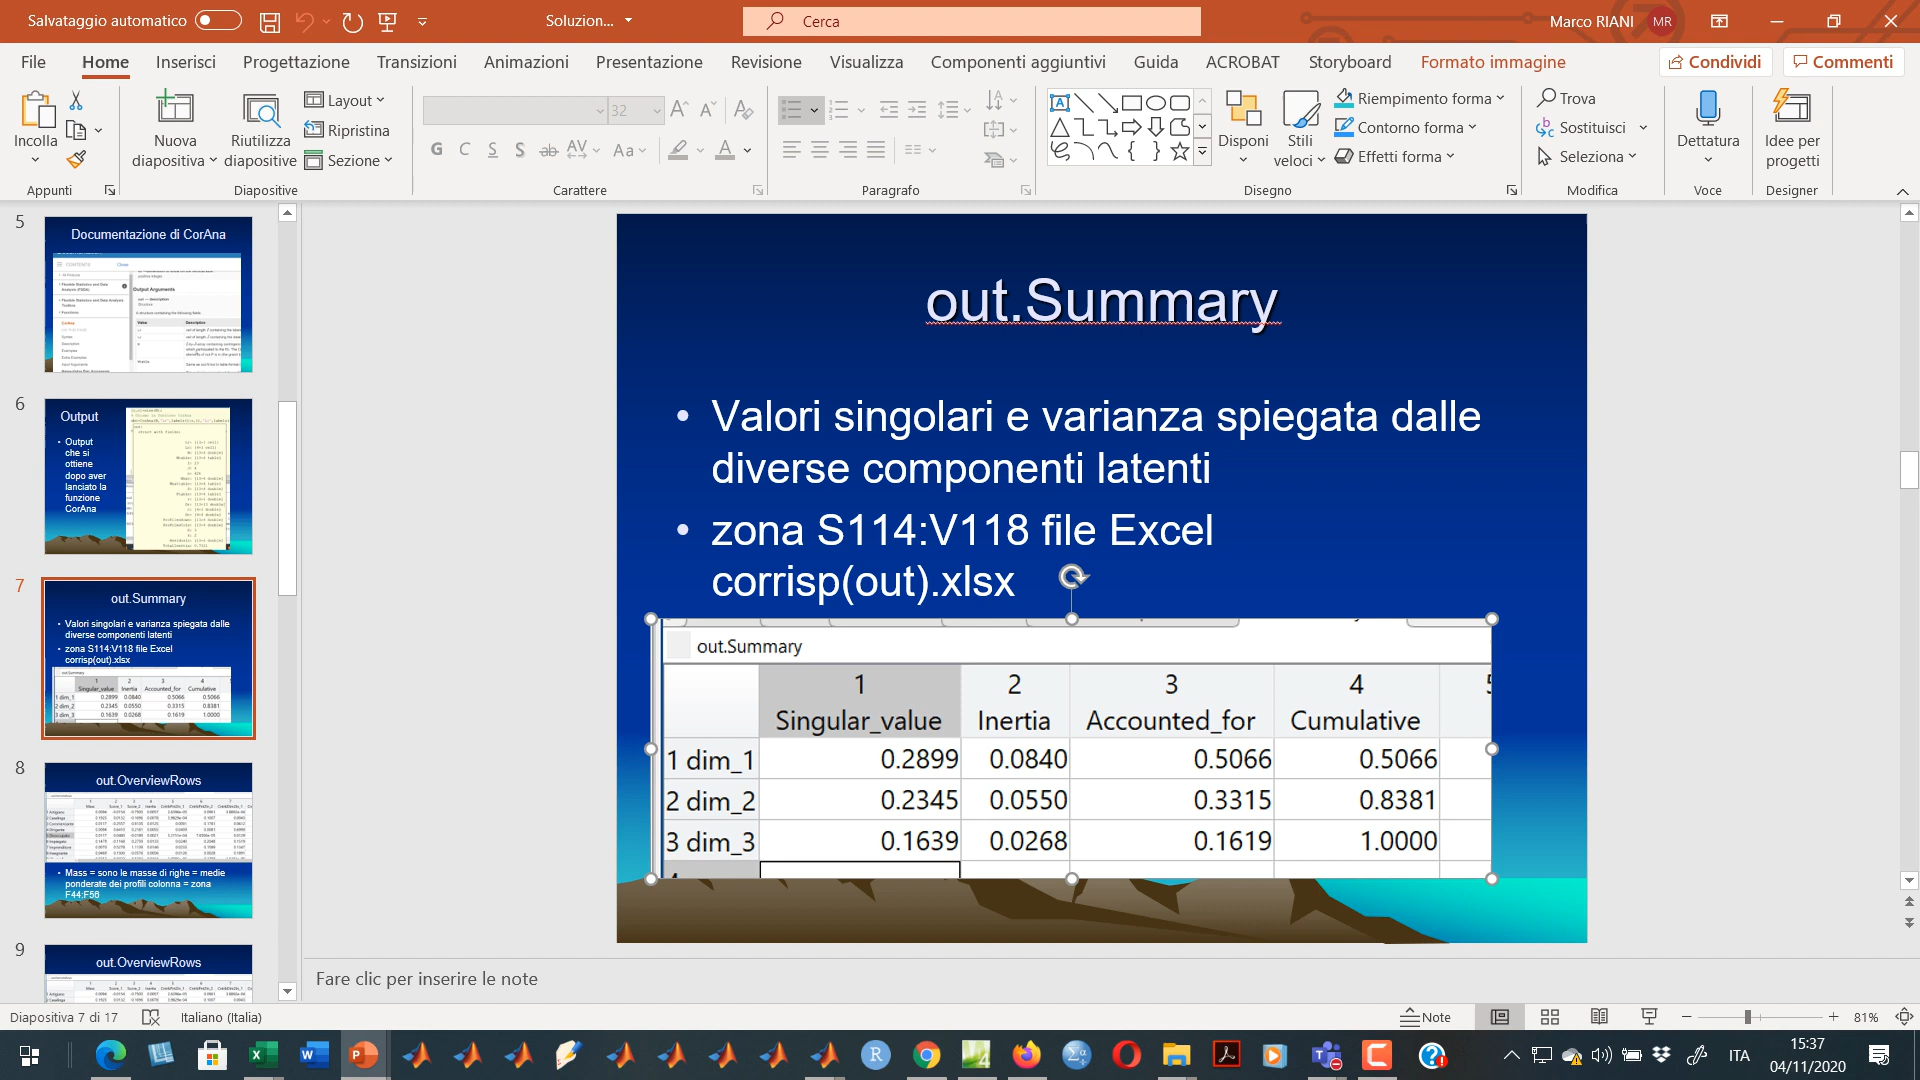 Salvataggio automatico
Soluzion...
Cerca
Marco RIANI
MR
File
Home
Inserisci
Progettazione
Transizioni
Animazioni
Presentazione
Revisione
Visualizza
Componenti aggiuntivi
Guida
ACROBAT
Storyboard
Formato immagine
Condividi
Commenti
Incolla
Nuova
diapositiva
Riutilizza
diapositive
Layout
Ripristina
Sezione
32
G C S S ab AV Aa A
Disponi
Stili
veloci
Riempimento forma
Contorno forma
Effetti forma
Trova
Sostituisci
Seleziona
Dettatura
Idee per
progetti
Appunti
Diapositive
Carattere
Paragrafo
Disegno
Modifica
Voce
Designer
5
Documentazione di CorAna
Output Arguments
6
Output
• Output
che si
ottiene
dopo aver
lanciato la
funzione
CorAna
7
out.Summary
• Valori singolari e varianza spiegata dalle
diverse componenti latenti
• zona S114:V118 file Excel
corrisp(out).xlsx
8
out.OverviewRows
• Mass = sono le masse di righe = medie
ponderate dei profili colonna = zona
F44:F56
9
out.OverviewRows
out.Summary
• Valori singolari e varianza spiegata dalle
diverse componenti latenti
• zona S114:V118 file Excel
corrisp(out).xlsx
out.Summary
1 2 3 4
Singular_value Inertia Accounted_for Cumulative
1 dim_1 0.2899 0.0840 0.5066 0.5066
2 dim_2 0.2345 0.0550 0.3315 0.8381
3 dim_3 0.1639 0.0268 0.1619 1.0000
Fare clic per inserire le note
Diapositiva 7 di 17
Italiano (Italia)
Note
81%
ITA
15:37
04/11/2020